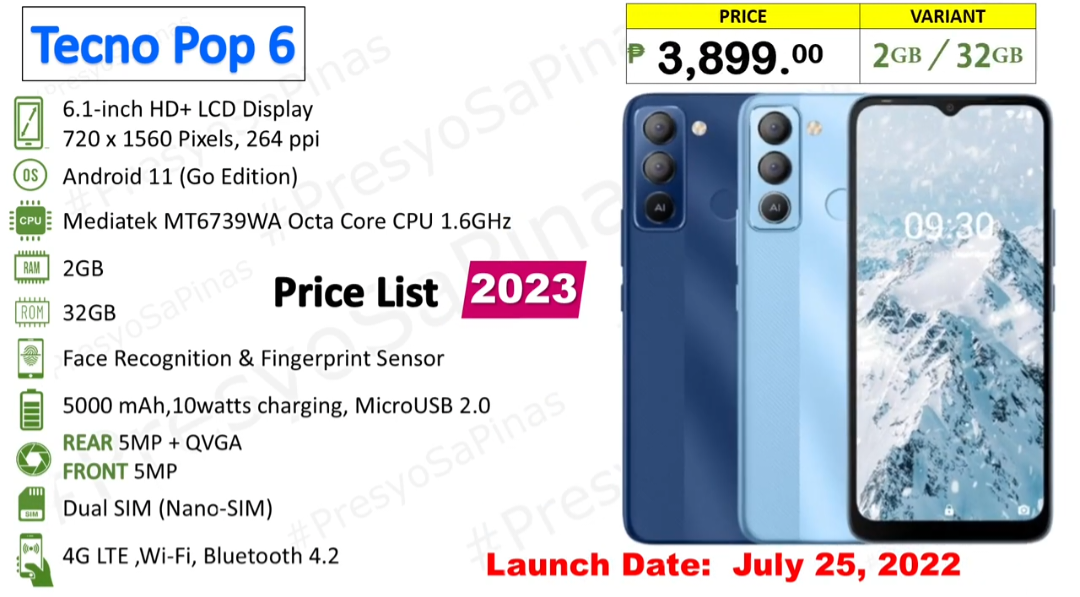 Tecno Pop 6
PRICE VARIANT
₱ 3,899.00 2GB / 32GB
6.1-inch HD+ LCD Display
720 x 1560 Pixels, 264 ppi
OS
Android 11 (Go Edition)
CPU
Mediatek MT6739WA Octa Core CPU 1.6GHz
RAM
2GB
Price List 2023
ROM
32GB
Face Recognition & Fingerprint Sensor
5000 mAh,10watts charging, MicroUSB 2.0
REAR 5MP + QVGA
FRONT 5MP
SIM
Dual SIM (Nano-SIM)
4G LTE ,Wi-Fi, Bluetooth 4.2
AI
AI
09:30
Launch Date: July 25, 2022
#PresyoSaPinas
#PresyoSaPinas
#PresyoSaPinas
#PresyoSaPinas